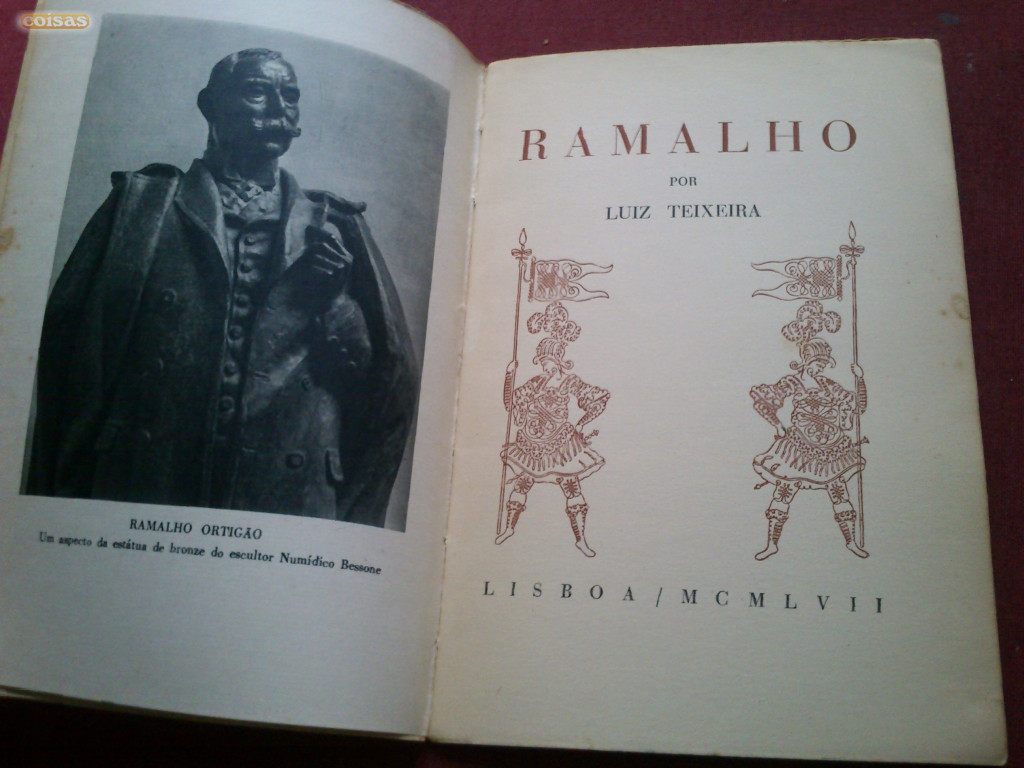 coisas
RAMALHO ORTIGÃO
Um aspecto da estátua de bronze do escultor Numídico Bessone
RAMALHO
POR
LUIZ TEIXEIRA
LISBOA / MCMLVII